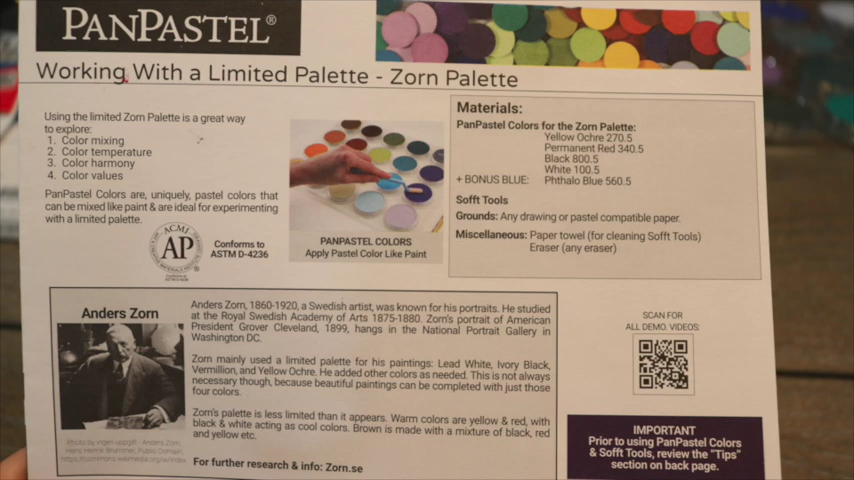 PANPASTEL®
Working With a Limited Palette - Zorn Palette
Using the limited Zorn Palette is a great way
to explore:
1. Color mixing
2. Color temperature
3. Color harmony
4. Color values
PanPastel Colors are, uniquely, pastel colors that
can be mixed like paint & are ideal for experimenting
with a limited palette.
ACMI
AP
®
Conforms to
ASTM D-4236
PANPASTEL COLORS
Apply Pastel Color Like Paint
Materials:
PanPastel Colors for the Zorn Palette:
Yellow Ochre 270.5
Permanent Red 340.5
Black 800.5
White 100.5
+ BONUS BLUE: Phthalo Blue 560.5
Sofft Tools
Grounds: Any drawing or pastel compatible paper.
Miscellaneous: Paper towel (for cleaning Sofft Tools)
Eraser (any eraser)
Anders Zorn
Photo by Ingen uppgift - Anders Zorn,
Hans Henrik Brummer, Public Domain,
Anders Zorn, 1860-1920, a Swedish artist, was known for his portraits. He studied
at the Royal Swedish Academy of Arts 1875-1880. Zorn's portrait of American
President Grover Cleveland, 1899, hangs in the National Portrait Gallery in
Washington DC.
Zorn mainly used a limited palette for his paintings: Lead White, Ivory Black,
Vermillion, and Yellow Ochre. He added other colors as needed. This is not always
necessary though, because beautiful paintings can be completed with just those
four colors.
Zorn's palette is less limited than it appears. Warm colors are yellow & red, with
black & white acting as cool colors. Brown is made with a mixture of black, red
and yellow etc.
For further research & info: Zorn.se
SCAN FOR
ALL DEMO. VIDEOS:
IMPORTANT
Prior to using PanPastel Colors
& Sofft Tools, review the "Tips"
section on back page.